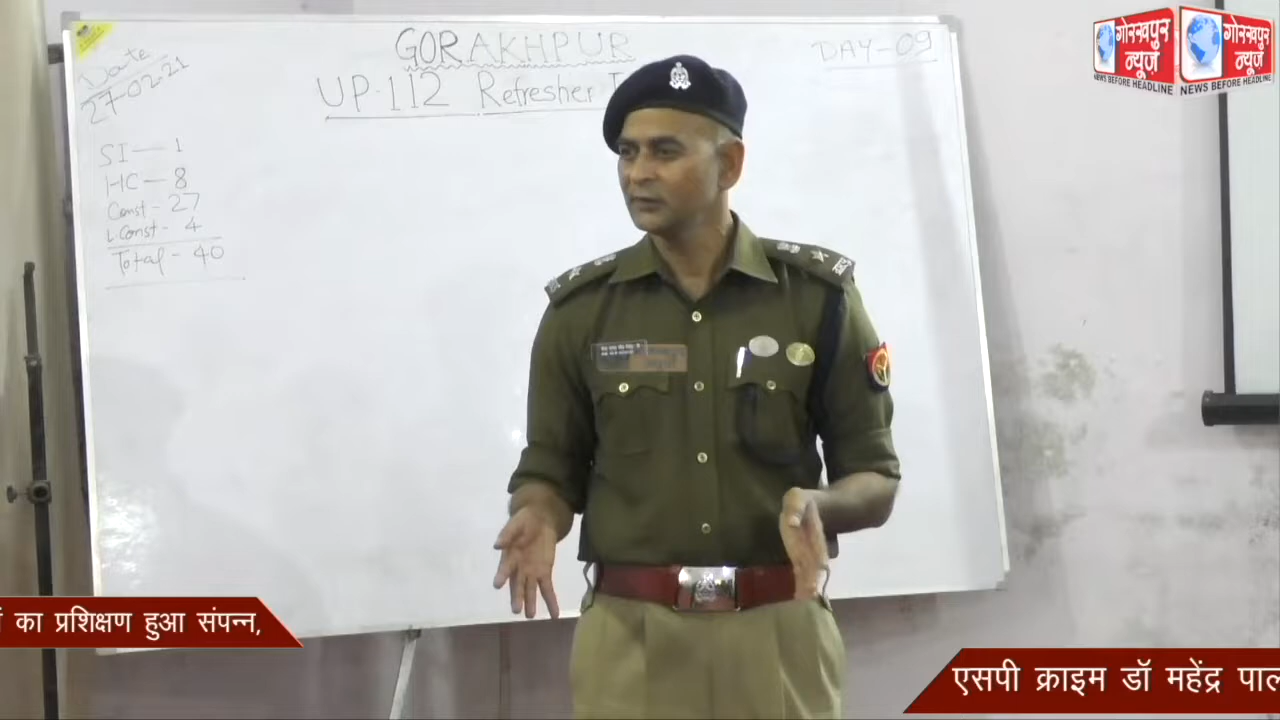 GORAKHPUR
UP-112 Refresher T
DAY-09
Date
27-02-21
SI — 1
HC — 8
Const - 27
L.Const - 4
Total - 40
गोरखपुर
न्यूज़
NEWS BEFORE HEADLINE
गोरखपुर
न्यूज़
NEWS BEFORE HEADLINE
का प्रशिक्षण हुआ संपन्न,
एसपी क्राइम डॉ महेंद्र पाल